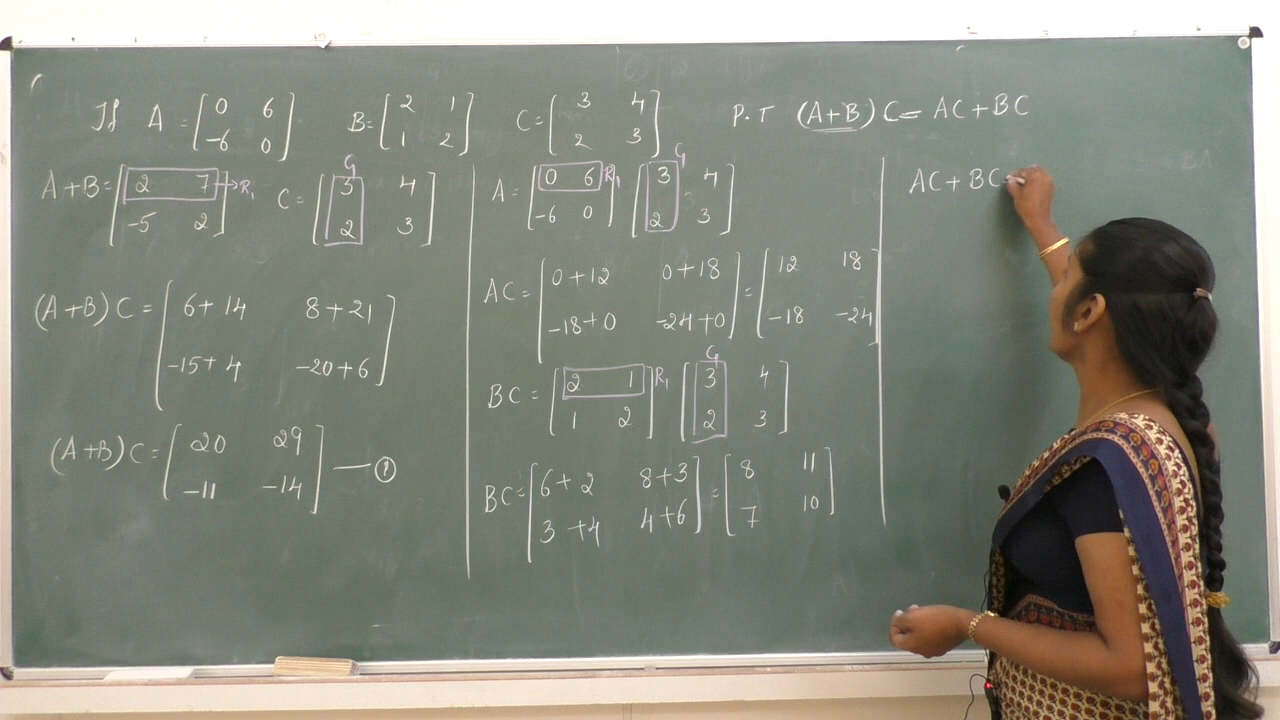 If A = [0 6 -6 0] B = [2 1 1 2] C = [3 4 2 3] P.T (A+B) C = AC + BC
A+B = [2 7 -5 2] → R1 C = [3 4 2 3] C1
(A+B) C = [6+14 8+21 -15+4 -20+6]
(A+B) C = [20 29 -11 -14] — ①
A = [0 6 -6 0] R1 [3 4 2 3] C1
AC = [0+12 0+18 -18+0 -24+0] = [12 18 -18 -24]
BC = [2 1 1 2] R1 [3 4 2 3] C1
BC = [6+2 8+3 3+4 4+6] = [8 11 7 10]
AC + BC =